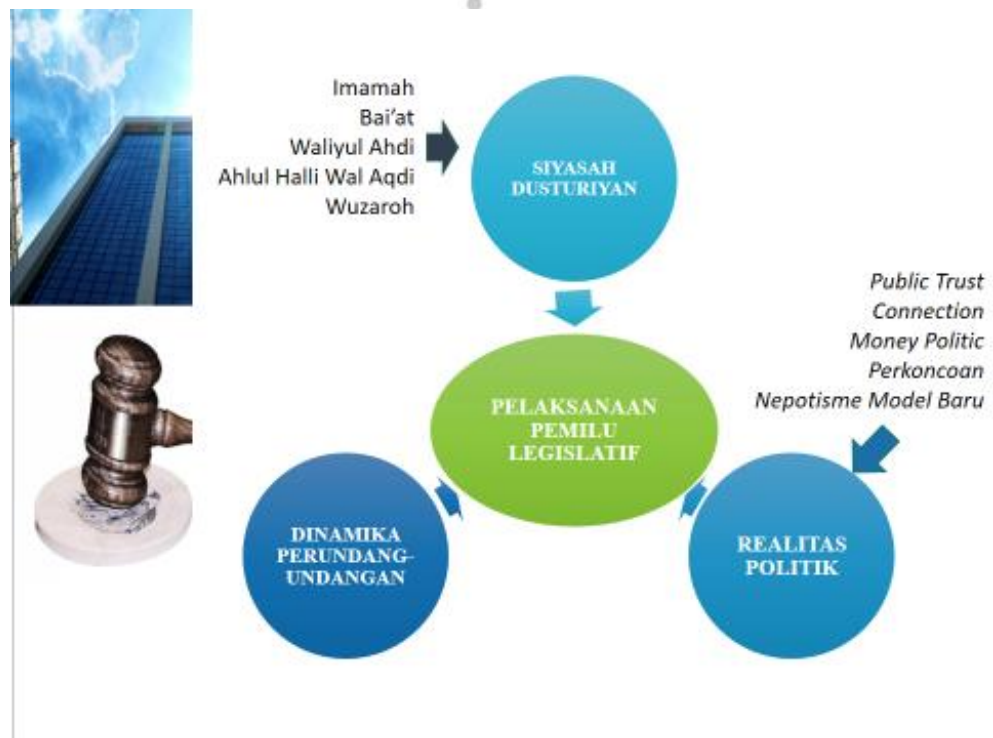 Imamah
Bai'at
Waliyul Ahdi
Ahlul Halli Wal Aqdi
Wuzaroh
SIYASAH
DUSTURIYAN
Public Trust
Connection
Money Politic
Perkoncoan
Nepotisme Model Baru
PELAKSANAAN
PEMILU
LEGISLATIF
DINAMIKA
PERUNDANG-
UNDANGAN
REALITAS
POLITIK